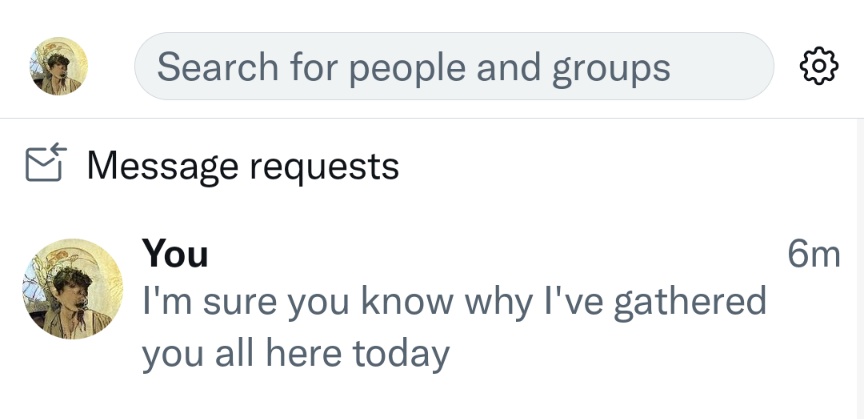 Search for people and groups
Message requests
You
6m
I'm sure you know why I've gathered
you all here today